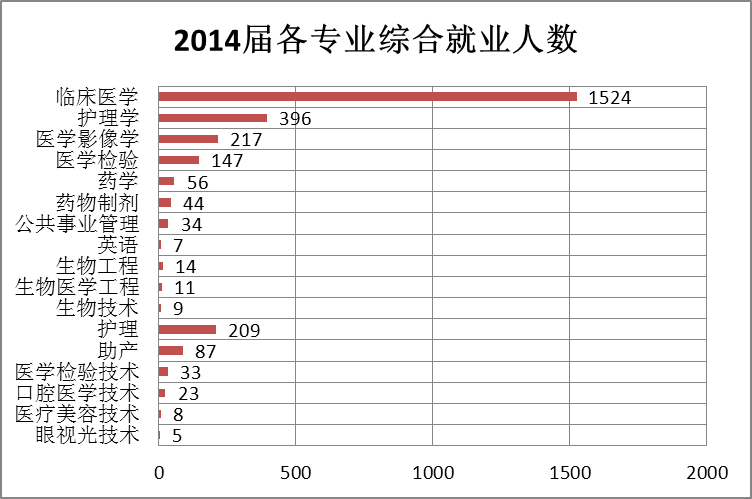 2014届各专业综合就业人数
临床医学 1524
护理学 396
医学影像学 217
医学检验 147
药学 56
药物制剂 44
公共事业管理 34
英语 7
生物工程 14
生物医学工程 11
生物技术 9
护理 209
助产 87
医学检验技术 33
口腔医学技术 23
医疗美容技术 8
眼视光技术 5
0 500 1000 1500 2000